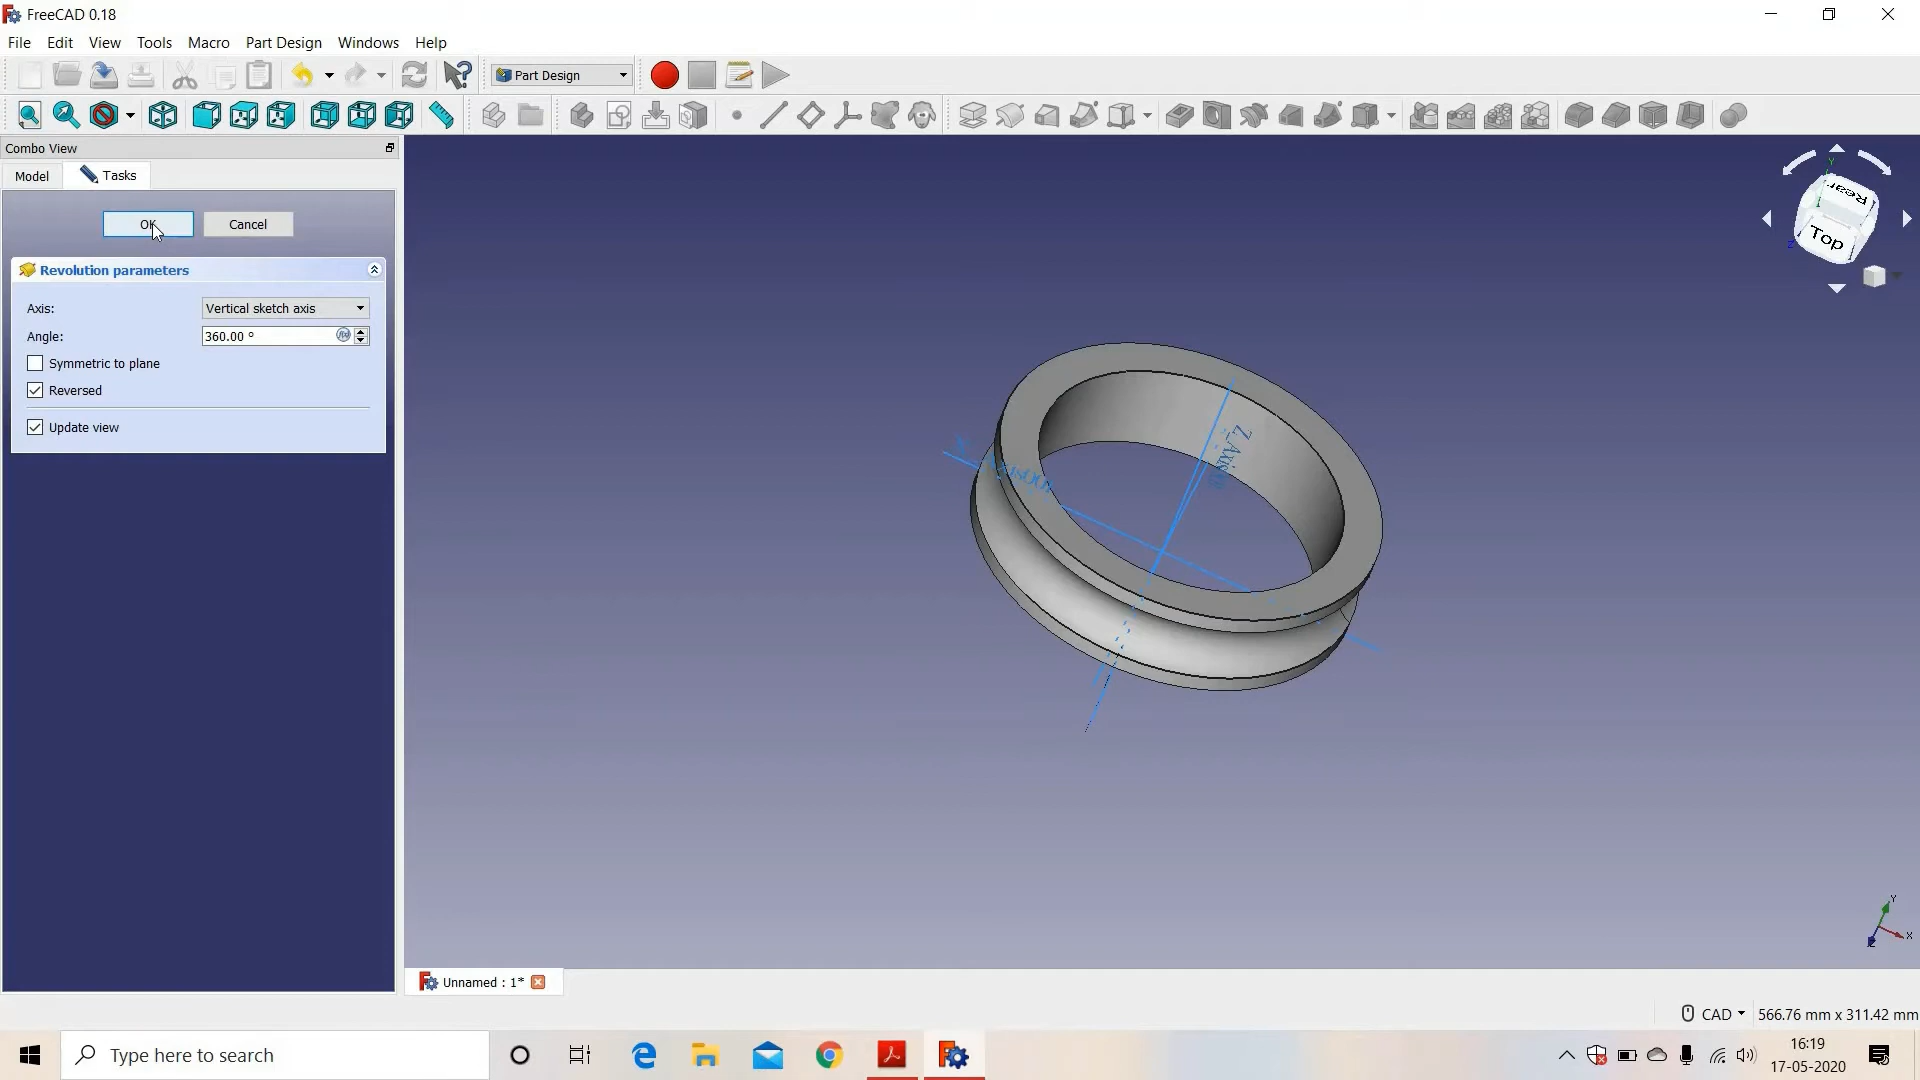 FreeCAD 0.18
File Edit View Tools Macro Part Design Windows Help
Part Design
Combo View
Model Tasks
OK Cancel
Revolution parameters
Axis: Vertical sketch axis
Angle: 360.00 °
Symmetric to plane
Reversed
Update view
Rear
Top
Y
Z
Z_Axis
Y
X
Z
Unnamed : 1*
CAD 566.76 mm x 311.42 mm
Type here to search
16:19
17-05-2020